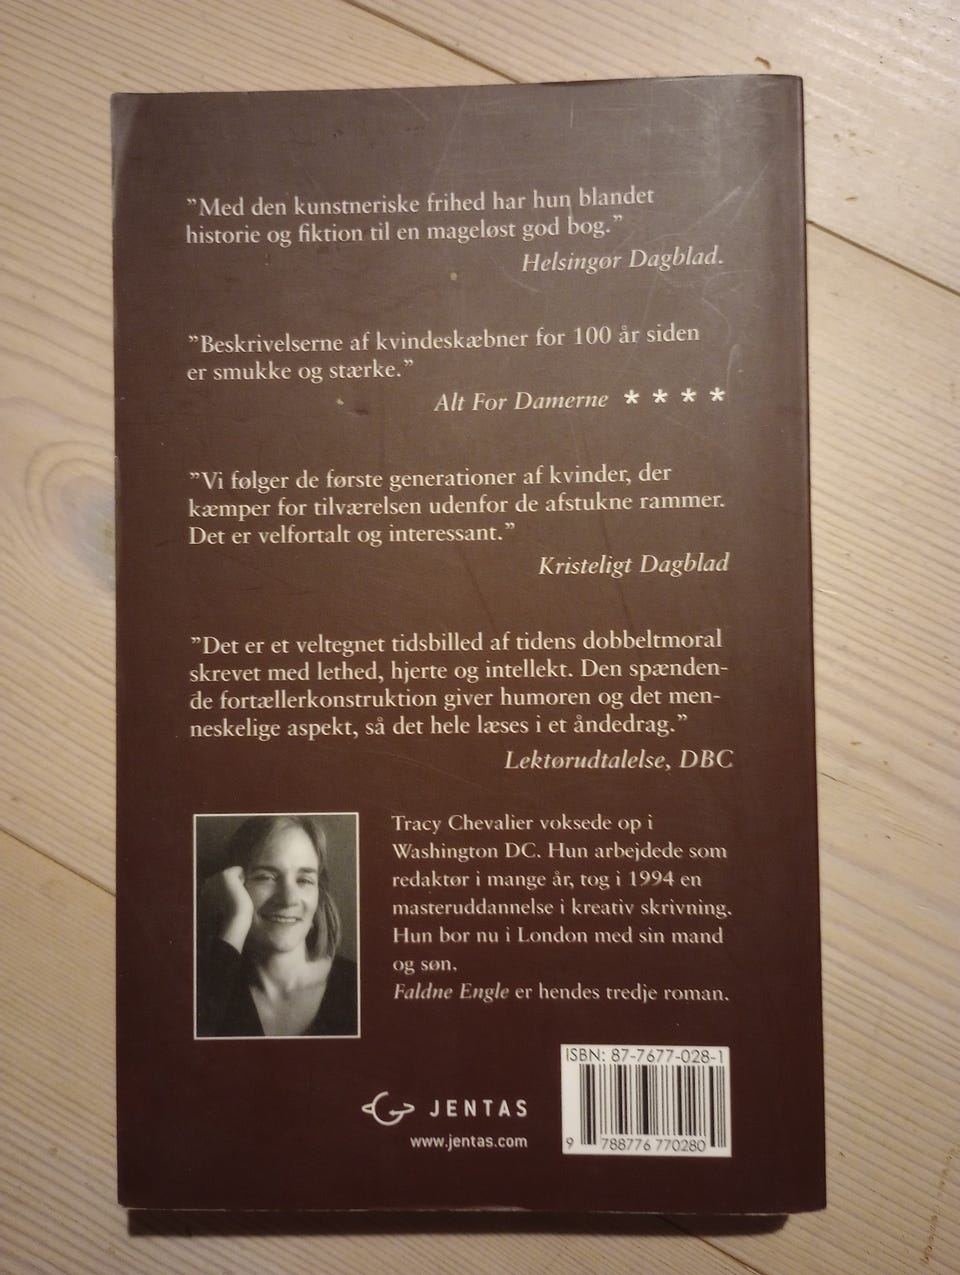 ”Med den kunstneriske frihed har hun blandet
historie og fiktion til en mageløst god bog.”
Helsingør Dagblad.
”Beskrivelserne af kvindeskæbner for 100 år siden
er smukke og stærke.”
Alt For Damerne * * * *
”Vi følger de første generationer af kvinder, der
kæmper for tilværelsen udenfor de afstukne rammer.
Det er velfortalt og interessant.”
Kristeligt Dagblad
”Det er et veltegnet tidsbilled af tidens dobbeltmoral
skrevet med lethed, hjerte og intellekt. Den spænden-
de fortællerkonstruktion giver humoren og det men-
neskelige aspekt, så det hele læses i et åndedrag.”
Lektørudtalelse, DBC
Tracy Chevalier voksede op i
Washington DC. Hun arbejdede som
redaktør i mange år, tog i 1994 en
masteruddannelse i kreativ skrivning.
Hun bor nu i London med sin mand
og søn.
Faldne Engle er hendes tredje roman.
ISBN: 87-7677-028-1
9 788776 770280
JENTAS
www.jentas.com